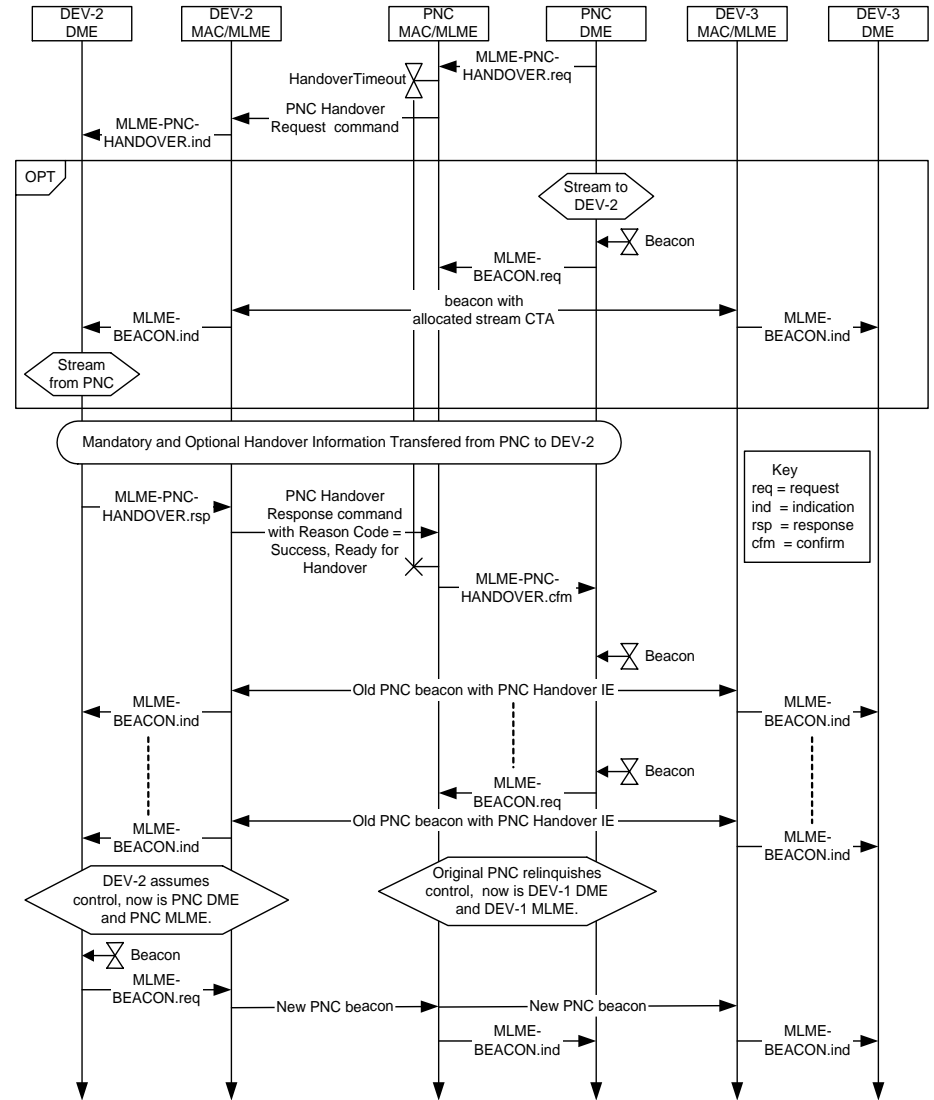 DEV-2
DME
DEV-2
MAC/MLME
PNC
MAC/MLME
PNC
DME
DEV-3
MAC/MLME
DEV-3
DME
MLME-PNC-
HANDOVER.req
HandoverTimeout
PNC Handover
Request command
MLME-PNC-
HANDOVER.ind
OPT
Stream to
DEV-2
Beacon
MLME-
BEACON.req
beacon with
allocated stream CTA
MLME-
BEACON.ind
MLME-
BEACON.ind
Stream
from PNC
Mandatory and Optional Handover Information Transfered from PNC to DEV-2
Key
req = request
ind = indication
rsp = response
cfm = confirm
MLME-PNC-
HANDOVER.rsp
PNC Handover
Response command
with Reason Code =
Success, Ready for
Handover
MLME-PNC-
HANDOVER.cfm
Beacon
Old PNC beacon with PNC Handover IE
MLME-
BEACON.ind
MLME-
BEACON.ind
Beacon
MLME-
BEACON.req
Old PNC beacon with PNC Handover IE
MLME-
BEACON.ind
MLME-
BEACON.ind
DEV-2 assumes
control, now is PNC DME
and PNC MLME.
Original PNC relinquishes
control, now is DEV-1 DME
and DEV-1 MLME.
Beacon
MLME-
BEACON.req
New PNC beacon
New PNC beacon
MLME-
BEACON.ind
MLME-
BEACON.ind